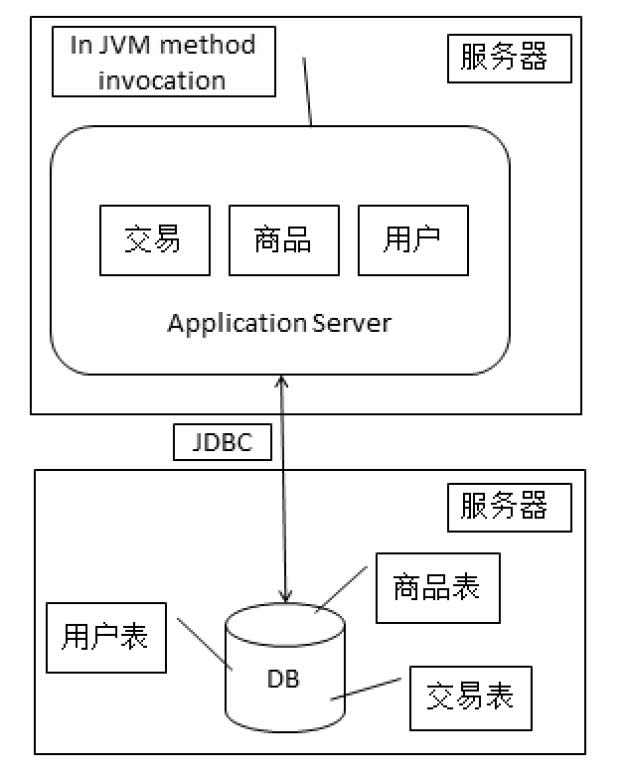 In JVM method
invocation
服务器
交易
商品
用户
Application Server
JDBC
服务器
商品表
用户表
DB
交易表